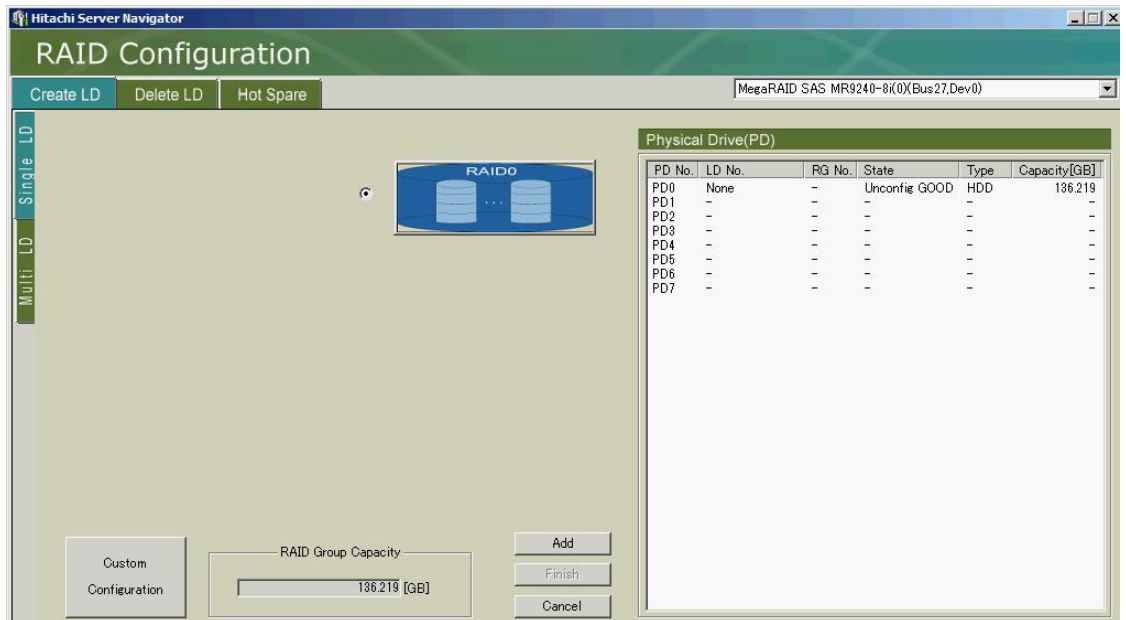 Hitachi Server Navigator
RAID Configuration
Create LD Delete LD Hot Spare
MegaRAID SAS MR9240-8i(0)(Bus27,Dev0)
Single LD
Multi LD
RAID0
...
Physical Drive(PD)
PD No. LD No. RG No. State Type Capacity[GB]
PD0 None - Unconfig GOOD HDD 136.219
PD1 - - - - -
PD2 - - - - -
PD3 - - - - -
PD4 - - - - -
PD5 - - - - -
PD6 - - - - -
PD7 - - - - -
Custom
Configuration
RAID Group Capacity
136.219 [GB]
Add
Finish
Cancel